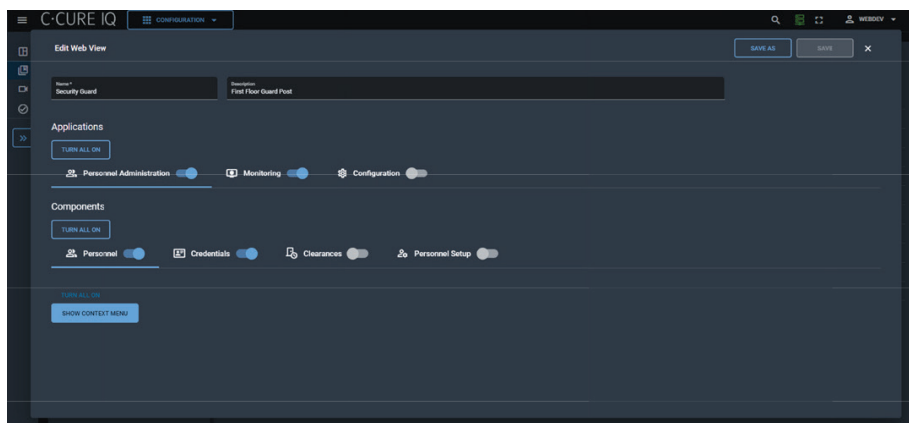 C•CURE IQ CONFIGURATION WEBDEV
Edit Web View SAVE AS SAVE
Name * Description
Security Guard First Floor Guard Post
Applications
TURN ALL ON
Personnel Administration Monitoring Configuration
Components
TURN ALL ON
Personnel Credentials Clearances Personnel Setup
TURN ALL ON
SHOW CONTEXT MENU